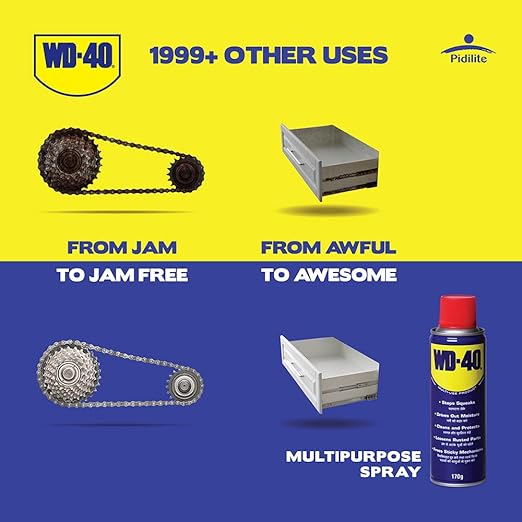 WD-40®
1999+ OTHER USES
Pidilite
FROM JAM
TO JAM FREE
FROM AWFUL
TO AWESOME
MULTIPURPOSE
SPRAY
WD-40
• Stops Squeaks
• Drives Out Moisture
• Cleans and Protects
• Loosens Rusted Parts
• Frees Sticky Mechanisms
170g